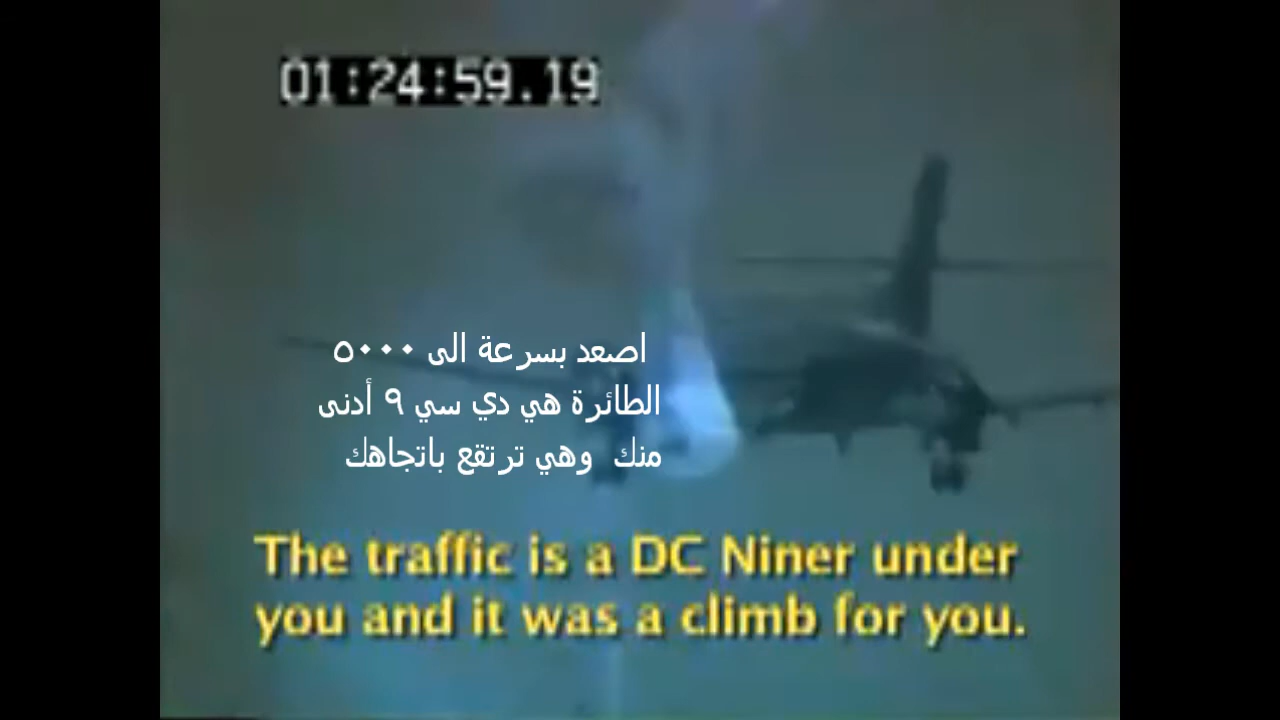 01:24:59.19
اصعد بسرعة الى ٥٠٠٠
الطائرة هي دي سي ٩ أدنى
منك وهي ترتقع باتجاهك
The traffic is a DC Niner under
you and it was a climb for you.